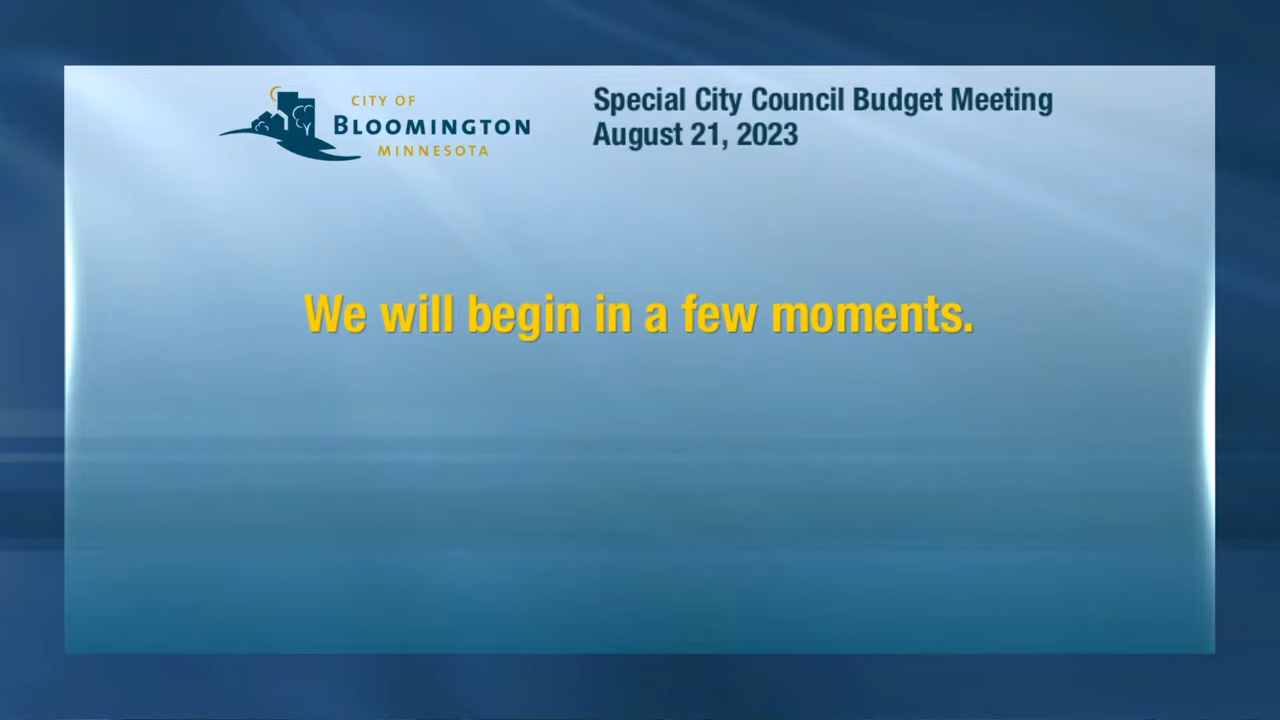 CITY OF
BLOOMINGTON
MINNESOTA
Special City Council Budget Meeting
August 21, 2023
We will begin in a few moments.